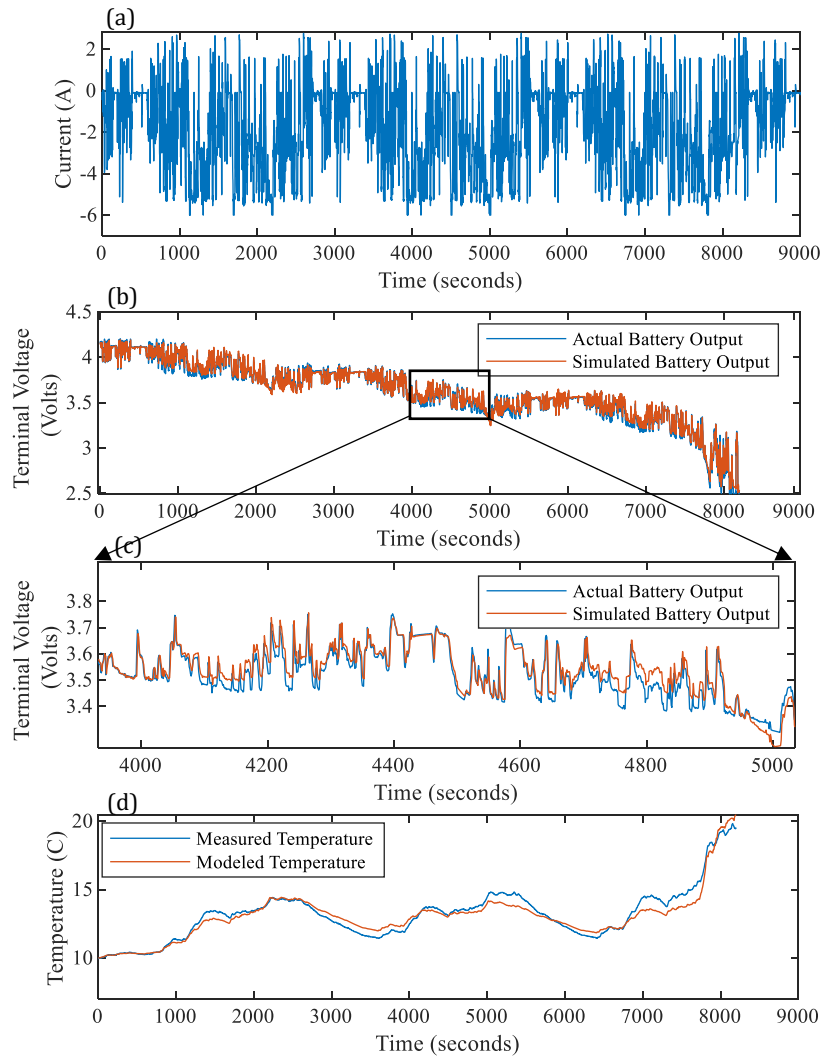 (a)
Current (A)
2
0
-2
-4
-6
0 1000 2000 3000 4000 5000 6000 7000 8000 9000
Time (seconds)
(b)
Terminal Voltage
(Volts)
4.5
4
3.5
3
2.5
Actual Battery Output
Simulated Battery Output
0 1000 2000 3000 4000 5000 6000 7000 8000 9000
Time (seconds)
(c)
Terminal Voltage
(Volts)
3.8
3.7
3.6
3.5
3.4
Actual Battery Output
Simulated Battery Output
4000 4200 4400 4600 4800 5000
Time (seconds)
(d)
Temperature (C)
20
15
10
Measured Temperature
Modeled Temperature
0 1000 2000 3000 4000 5000 6000 7000 8000 9000
Time (seconds)